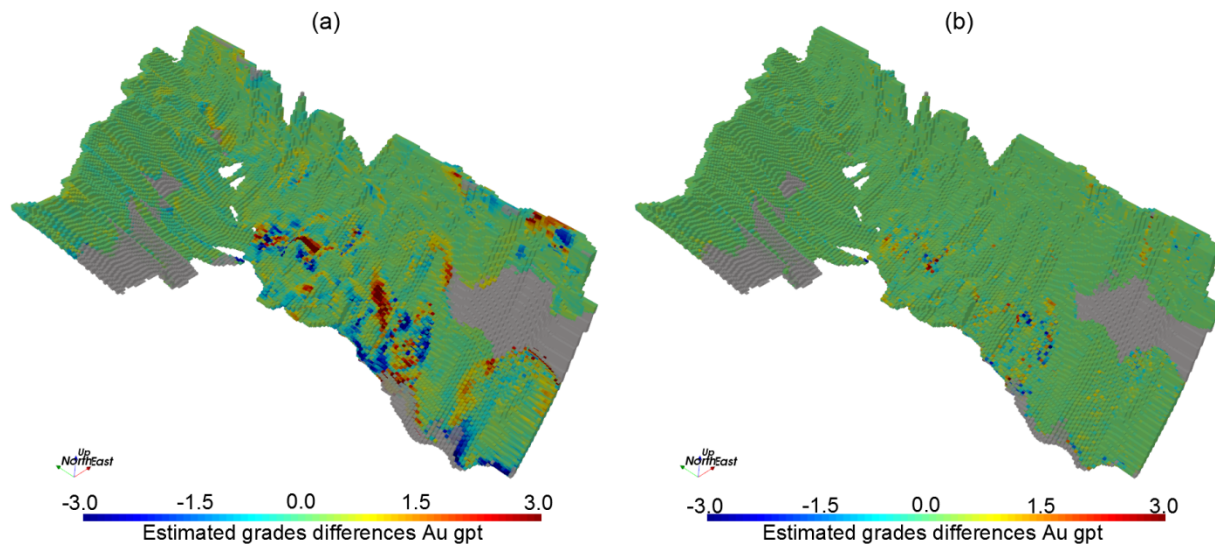 (a)
(b)
Up
North East
-3.0 -1.5 0.0 1.5 3.0
Estimated grades differences Au gpt
Up
North East
-3.0 -1.5 0.0 1.5 3.0
Estimated grades differences Au gpt